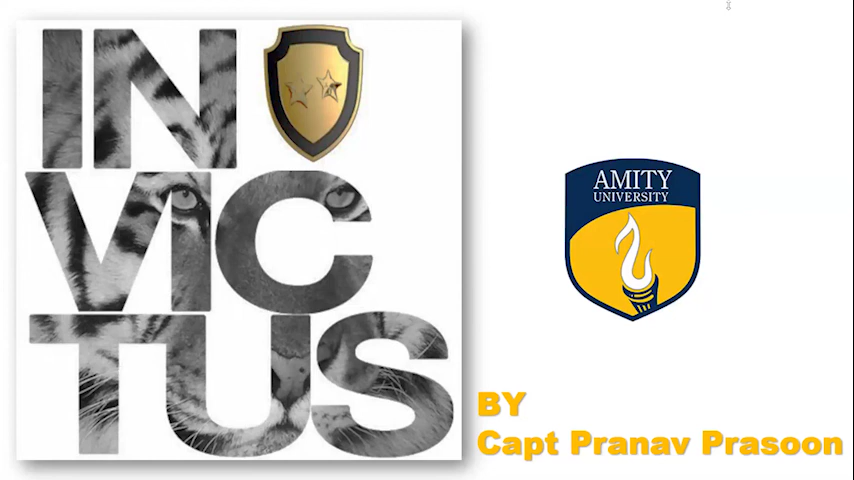 IN
VIC
TUS
AMITY
UNIVERSITY
BY
Capt Pranav Prasoon